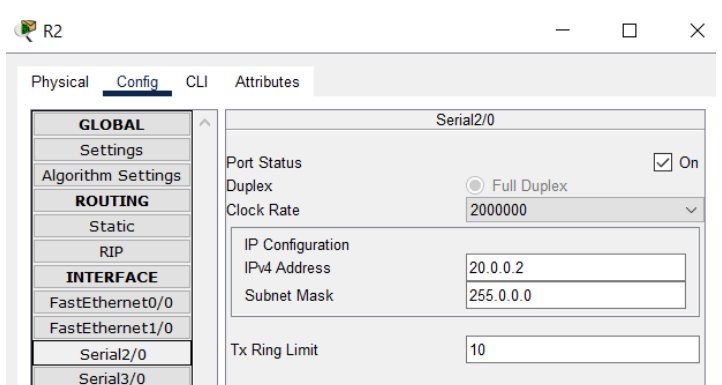 R2
Physical Config CLI Attributes
GLOBAL
Settings
Algorithm Settings
ROUTING
Static
RIP
INTERFACE
FastEthernet0/0
FastEthernet1/0
Serial2/0
Serial3/0
Serial2/0
Port Status On
Duplex Full Duplex
Clock Rate 2000000
IP Configuration
IPv4 Address 20.0.0.2
Subnet Mask 255.0.0.0
Tx Ring Limit 10